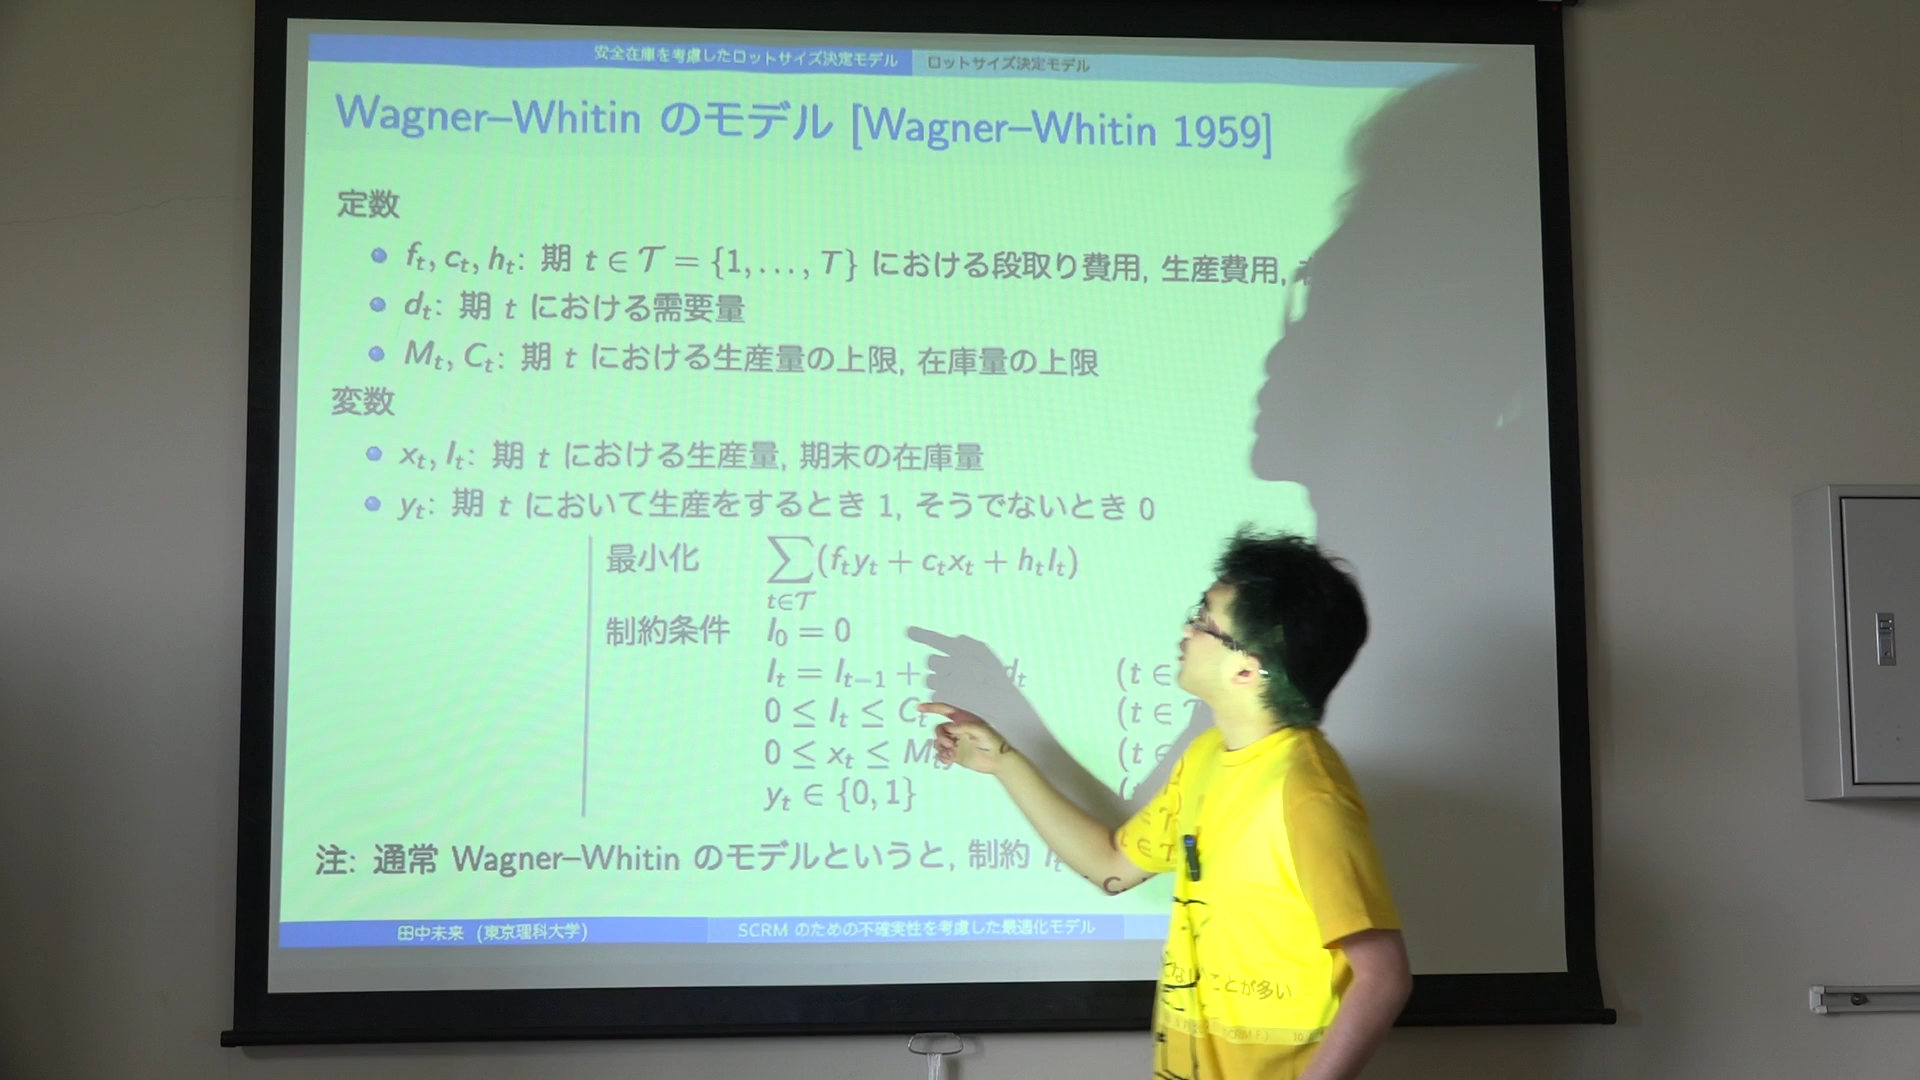 安全在庫を考慮したロットサイズ決定モデル ロットサイズ決定モデル
Wagner–Whitin のモデル [Wagner–Whitin 1959]
定数
f_t, c_t, h_t: 期 t ∈ 𝒯 = {1, . . . , T} における段取り費用, 生産費用,
d_t: 期 t における需要量
M_t, C_t: 期 t における生産量の上限, 在庫量の上限
変数
x_t, I_t: 期 t における生産量, 期末の在庫量
y_t: 期 t において生産をするとき 1, そうでないとき 0
最小化 ∑_{t∈𝒯} (f_t y_t + c_t x_t + h_t I_t)
制約条件 I_0 = 0
I_t = I_{t−1} + d_t (t ∈
0 ≤ I_t ≤ C_t (t ∈ 𝒯
0 ≤ x_t ≤ M_t (t ∈
y_t ∈ {0, 1}
注: 通常 Wagner–Whitin のモデルというと, 制約
ことが多い
田中未来 (東京理科大学) SCRM のための不確実性を考慮した最適化モデル